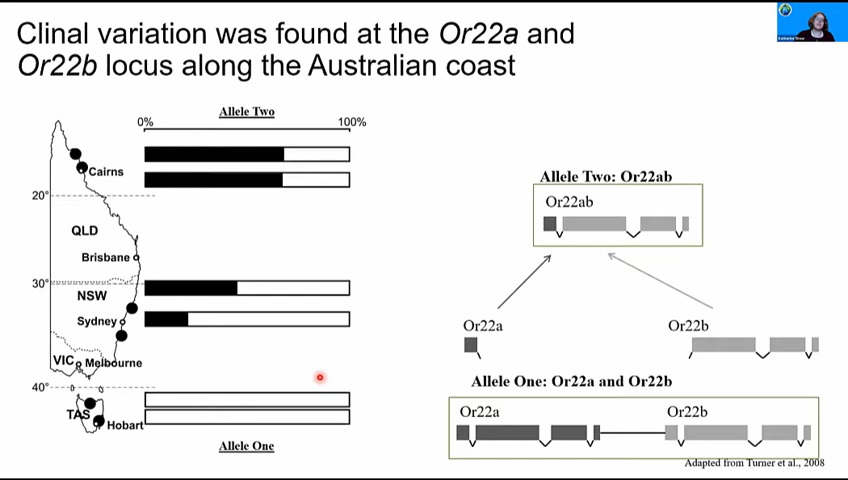 Clinal variation was found at the Or22a and
Or22b locus along the Australian coast
Allele Two
0%
100%
Cairns
20°
QLD
Brisbane
30°
NSW
Sydney
VIC
Melbourne
40°
TAS
Hobart
Allele One
Allele Two: Or22ab
Or22ab
Or22a
Or22b
Allele One: Or22a and Or22b
Or22a
Or22b
Adapted from Turner et al., 2008